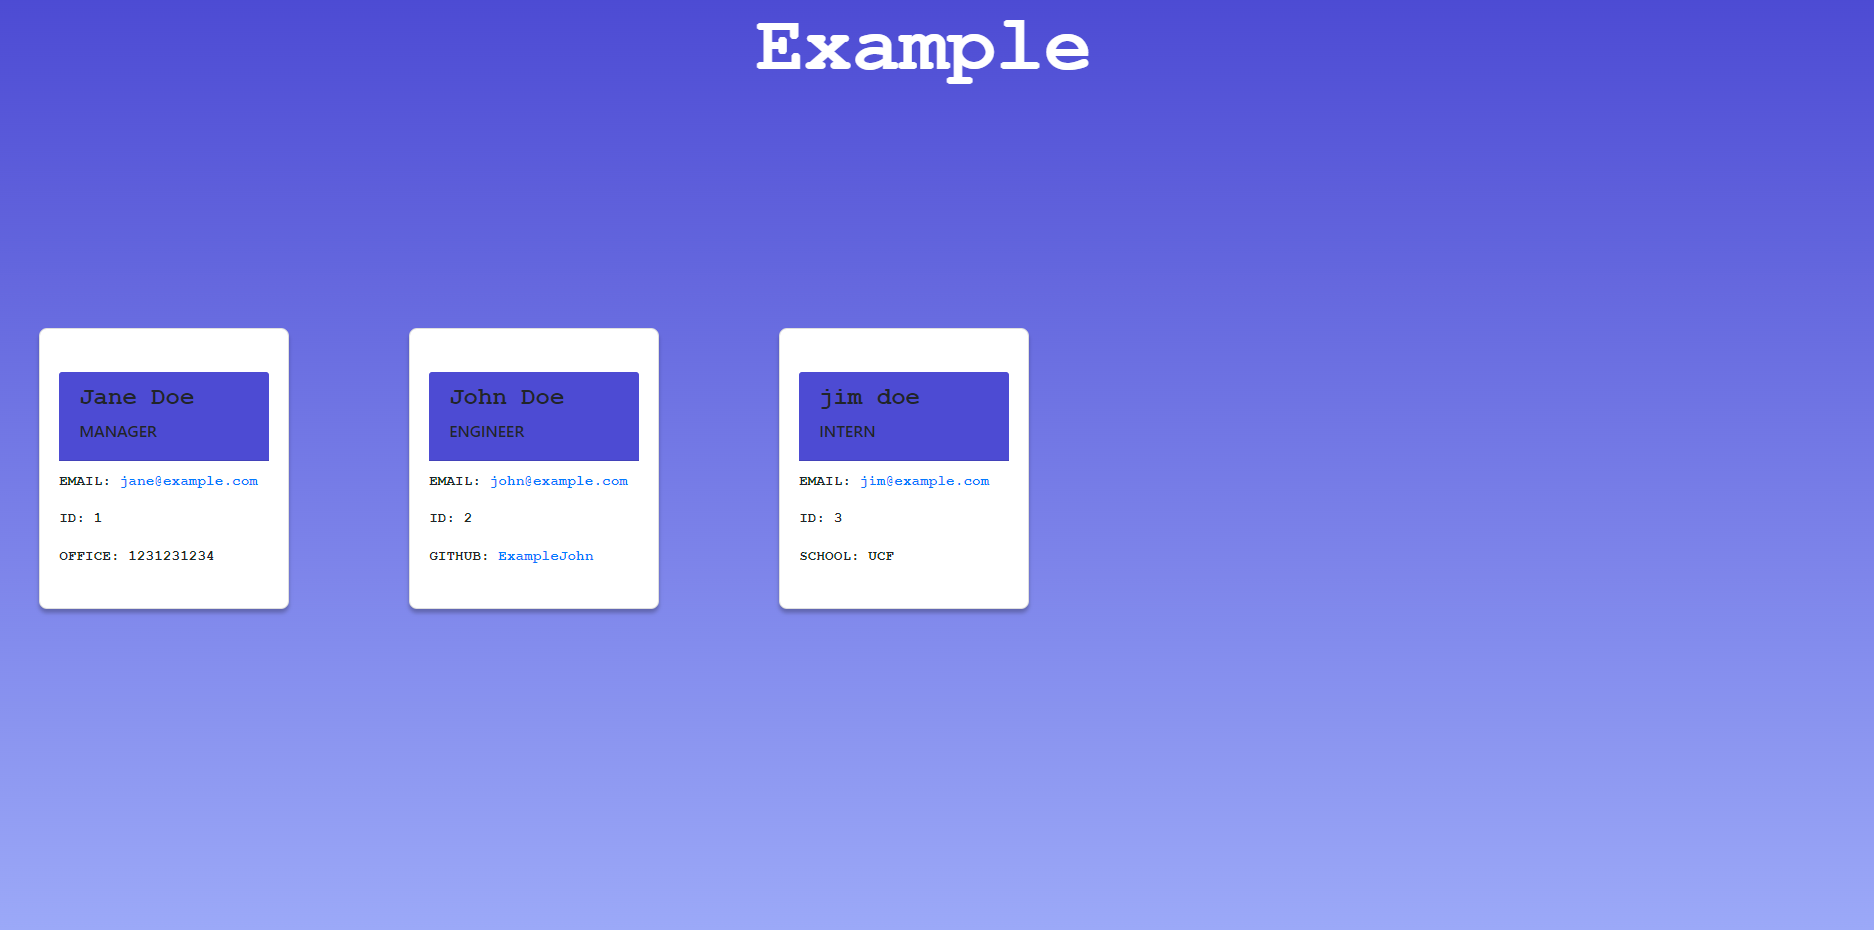 Example
Jane Doe
MANAGER
EMAIL: jane@example.com
ID: 1
OFFICE: 1231231234
John Doe
ENGINEER
EMAIL: john@example.com
ID: 2
GITHUB: ExampleJohn
jim doe
INTERN
EMAIL: jim@example.com
ID: 3
SCHOOL: UCF